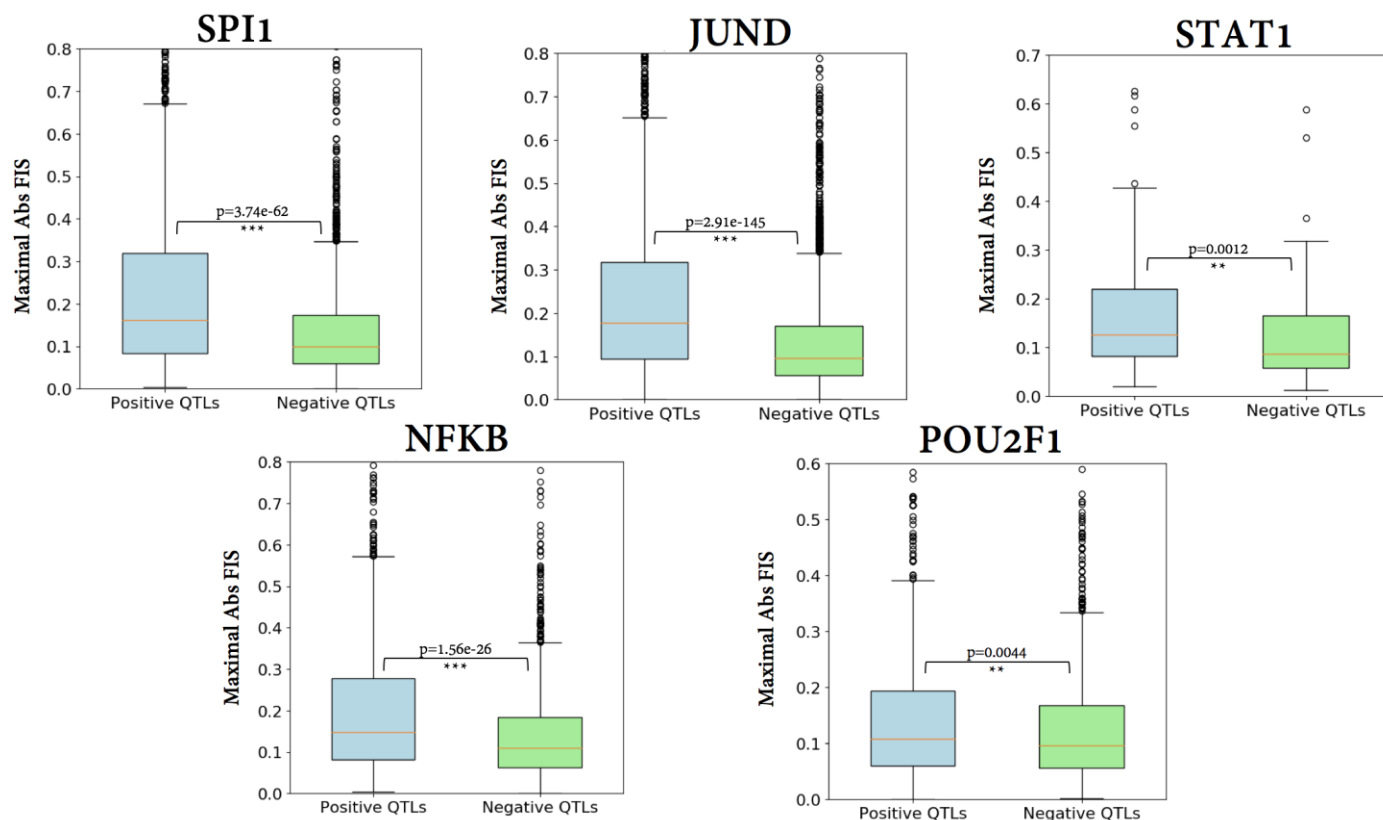 SPI1
Maximal Abs FIS
0.8
0.7
0.6
0.5
0.4
0.3
0.2
0.1
0.0
p=3.74e-62
***
Positive QTLs Negative QTLs
JUND
Maximal Abs FIS
0.8
0.7
0.6
0.5
0.4
0.3
0.2
0.1
0.0
p=2.91e-145
***
Positive QTLs Negative QTLs
STAT1
Maximal Abs FIS
0.7
0.6
0.5
0.4
0.3
0.2
0.1
0.0
p=0.0012
**
Positive QTLs Negative QTLs
NFKB
Maximal Abs FIS
0.8
0.7
0.6
0.5
0.4
0.3
0.2
0.1
0.0
p=1.56e-26
***
Positive QTLs Negative QTLs
POU2F1
Maximal Abs FIS
0.6
0.5
0.4
0.3
0.2
0.1
0.0
p=0.0044
**
Positive QTLs Negative QTLs